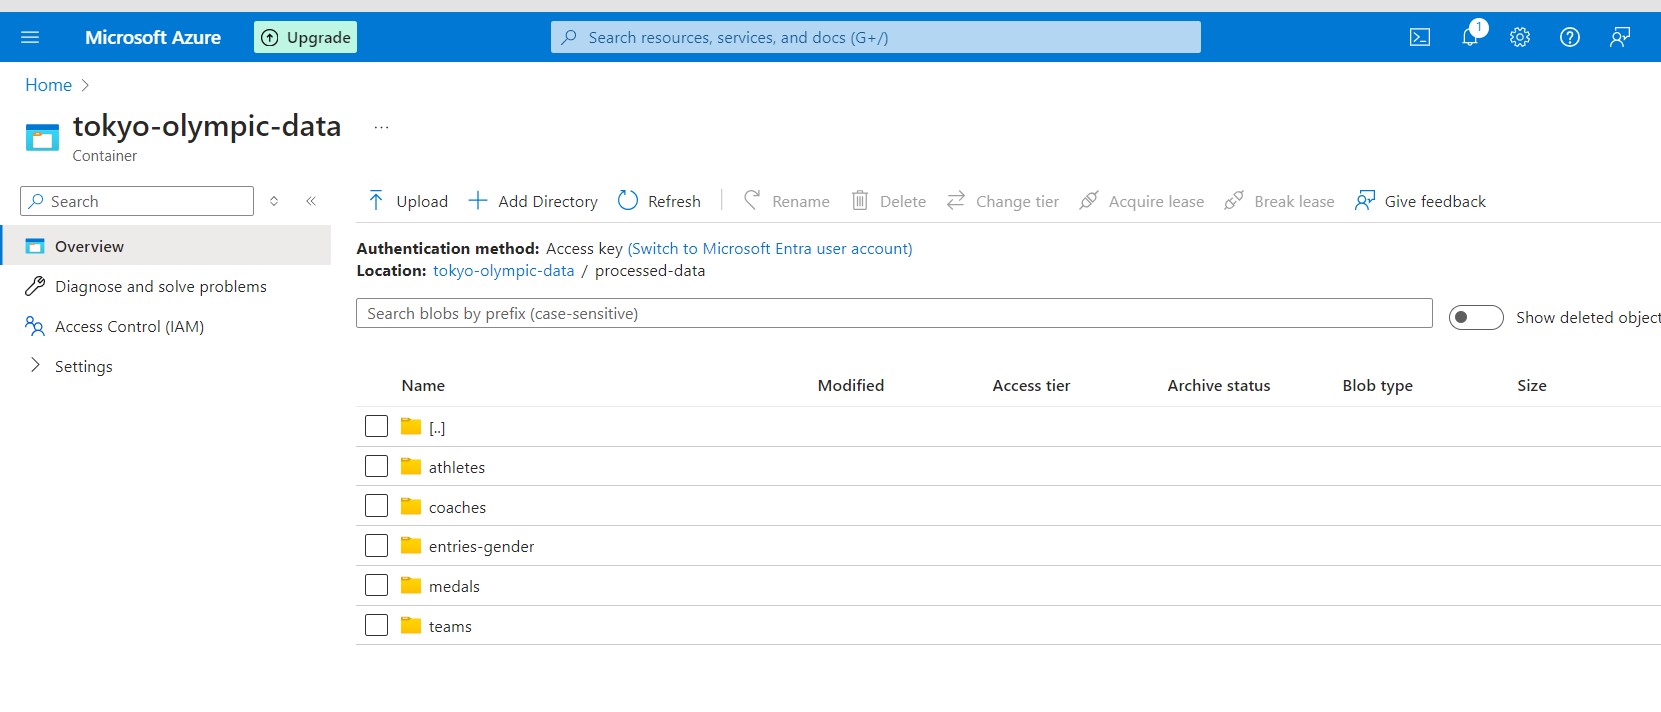 Microsoft Azure Upgrade Search resources, services, and docs (G+/) 1
Home
tokyo-olympic-data ...
Container
Search Upload Add Directory Refresh Rename Delete Change tier Acquire lease Break lease Give feedback
Overview
Diagnose and solve problems
Access Control (IAM)
Settings
Authentication method: Access key (Switch to Microsoft Entra user account)
Location: tokyo-olympic-data / processed-data
Search blobs by prefix (case-sensitive) Show deleted object
Name Modified Access tier Archive status Blob type Size
[..]
athletes
coaches
entries-gender
medals
teams